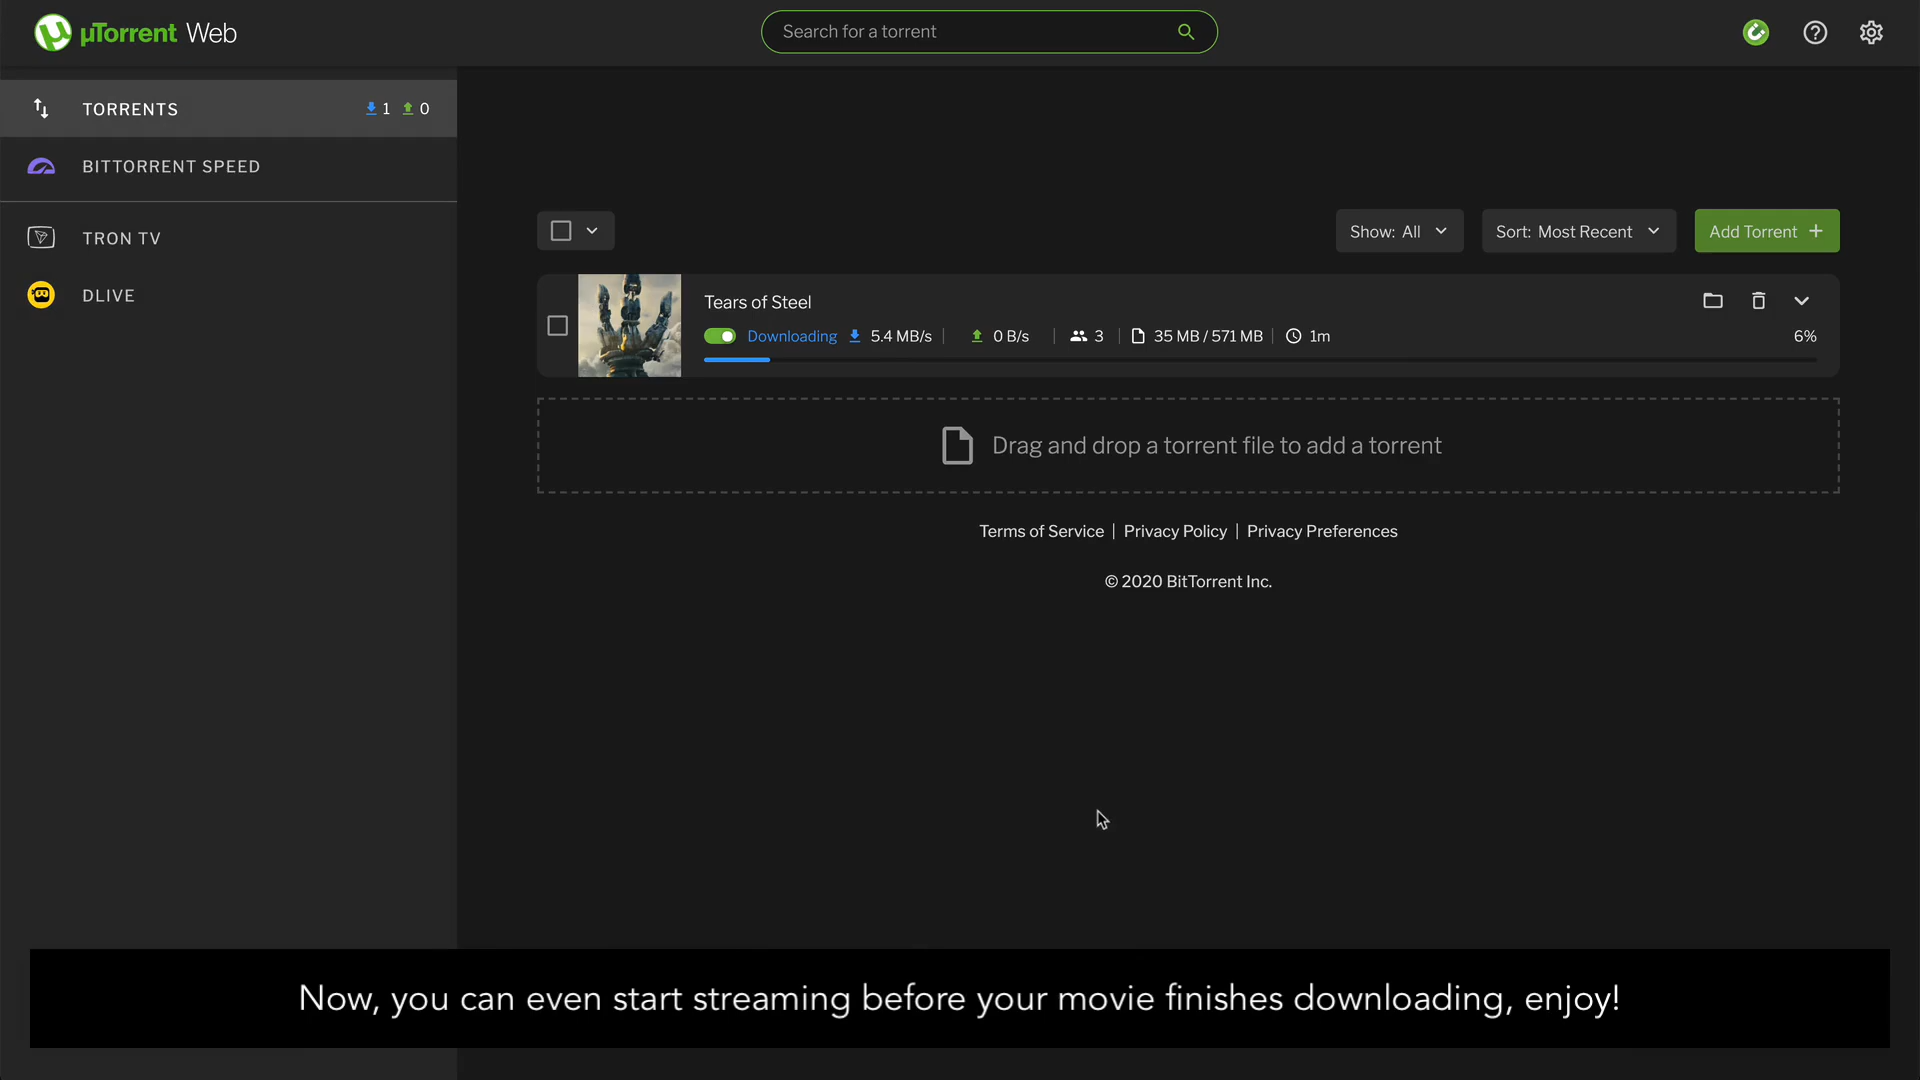 µTorrent Web
Search for a torrent
TORRENTS 1 0
BITTORRENT SPEED
TRON TV
DLIVE
Show: All
Sort: Most Recent
Add Torrent +
Tears of Steel
Downloading 5.4 MB/s | 0 B/s | 3 | 35 MB / 571 MB | 1m 6%
Drag and drop a torrent file to add a torrent
Terms of Service | Privacy Policy | Privacy Preferences
© 2020 BitTorrent Inc.
Now, you can even start streaming before your movie finishes downloading, enjoy!